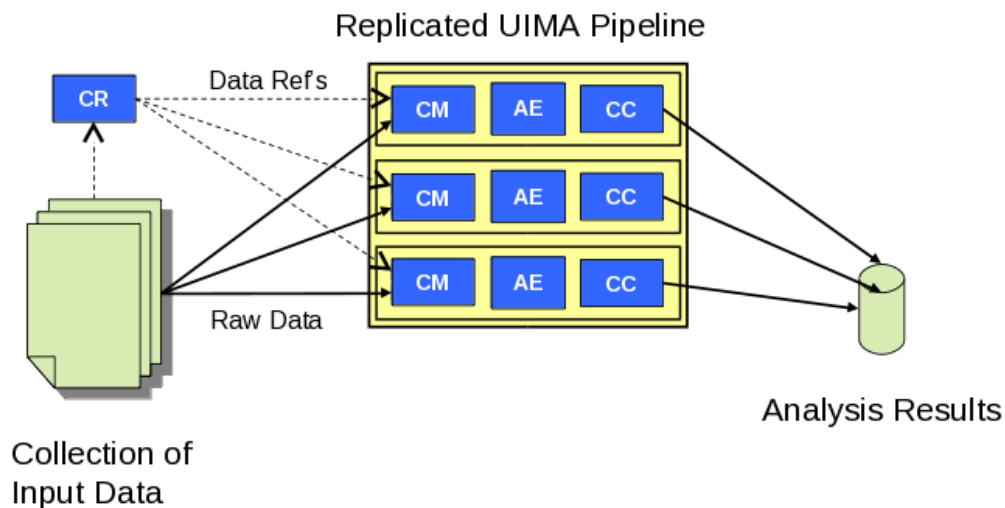 Replicated UIMA Pipeline
CR
Data Ref's
CM AE CC
CM AE CC
CM AE CC
Raw Data
Analysis Results
Collection of
Input Data